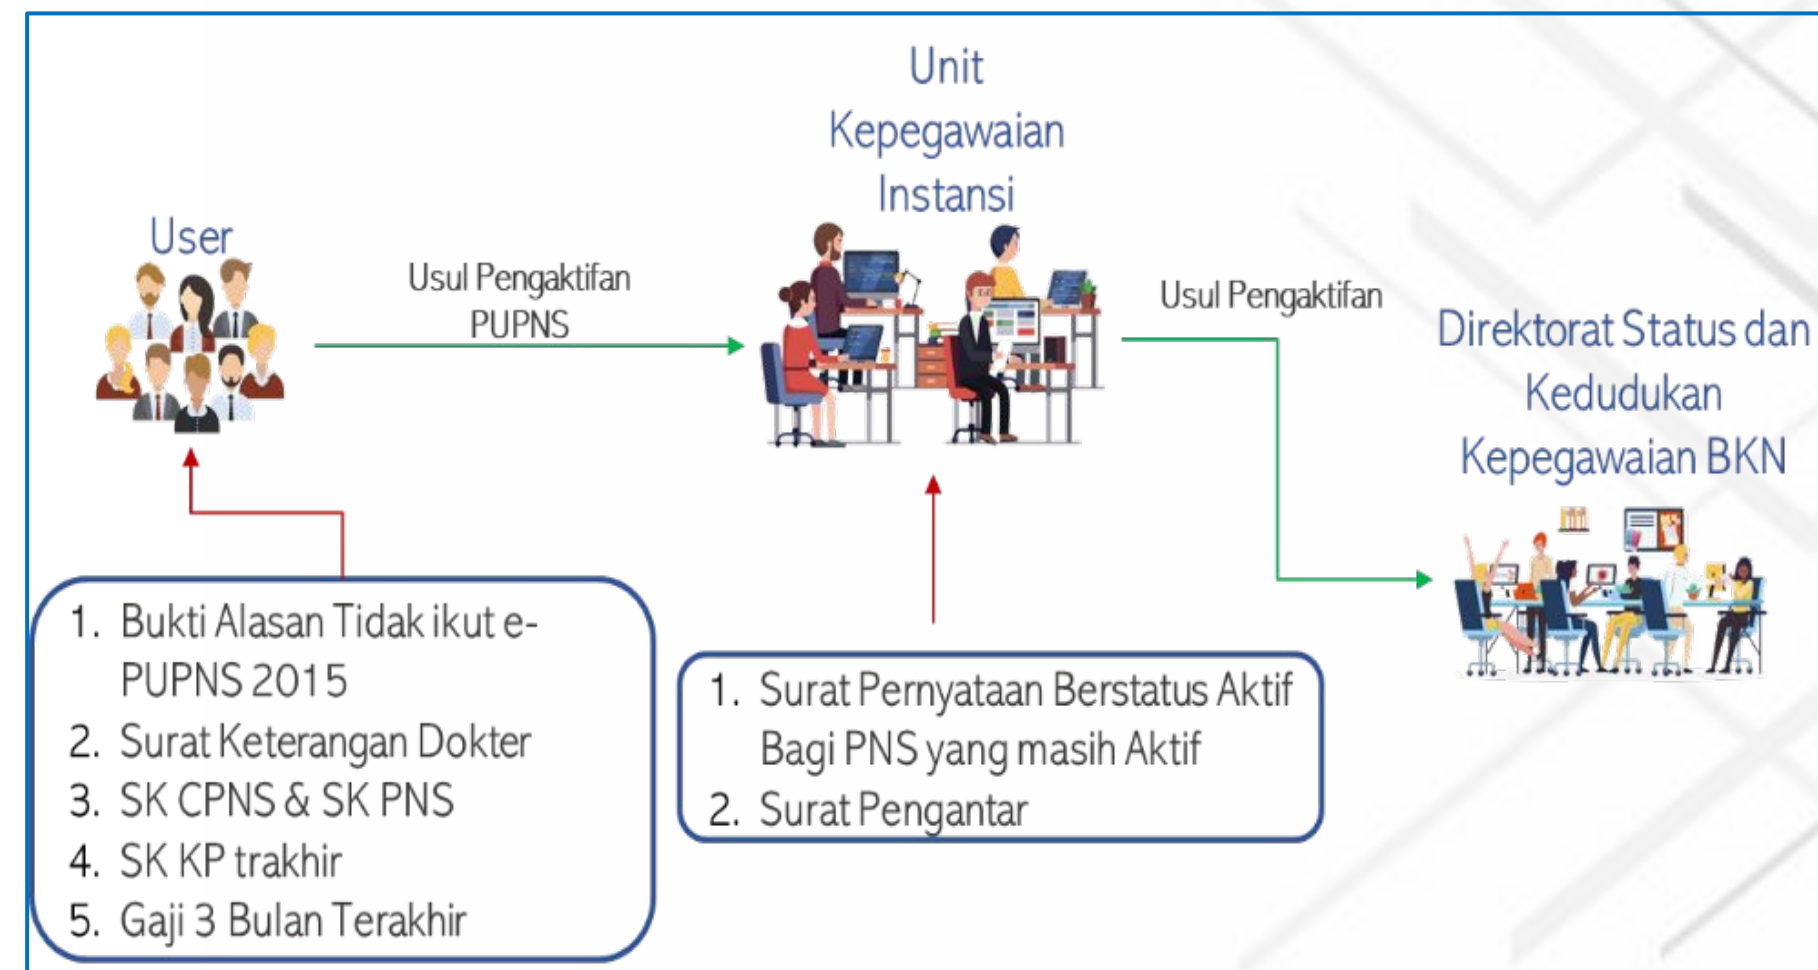 Unit
Kepegawaian
Instansi
User
Usul Pengaktifan
PUPNS
Usul Pengaktifan
Direktorat Status dan
Kedudukan
Kepegawaian BKN
1. Bukti Alasan Tidak ikut e-
PUPNS 2015
2. Surat Keterangan Dokter
3. SK CPNS & SK PNS
4. SK KP trakhir
5. Gaji 3 Bulan Terakhir
1. Surat Pernyataan Berstatus Aktif
Bagi PNS yang masih Aktif
2. Surat Pengantar